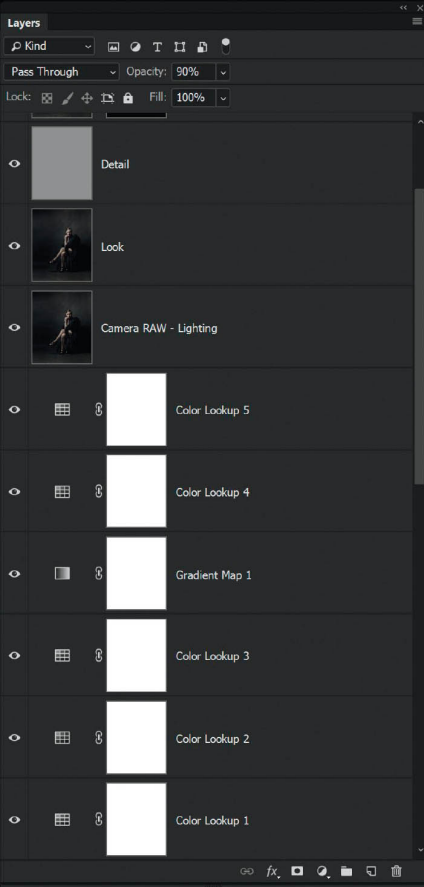 Layers
Kind
Pass Through Opacity: 90%
Lock: Fill: 100%
Detail
Look
Camera RAW - Lighting
Color Lookup 5
Color Lookup 4
Gradient Map 1
Color Lookup 3
Color Lookup 2
Color Lookup 1
fx